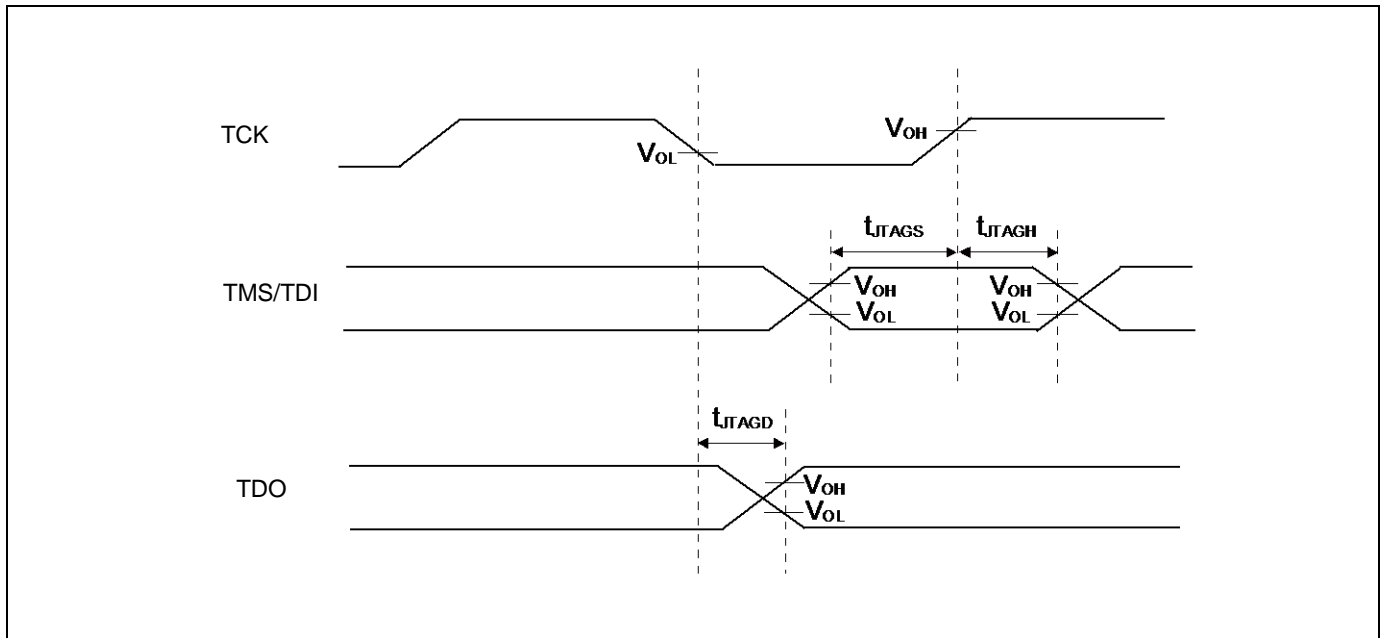 TCK
VOL
VOH
tJTAGS
tJTAGH
TMS/TDI
VOH
VOL
VOH
VOL
tJTAGD
TDO
VOH
VOL